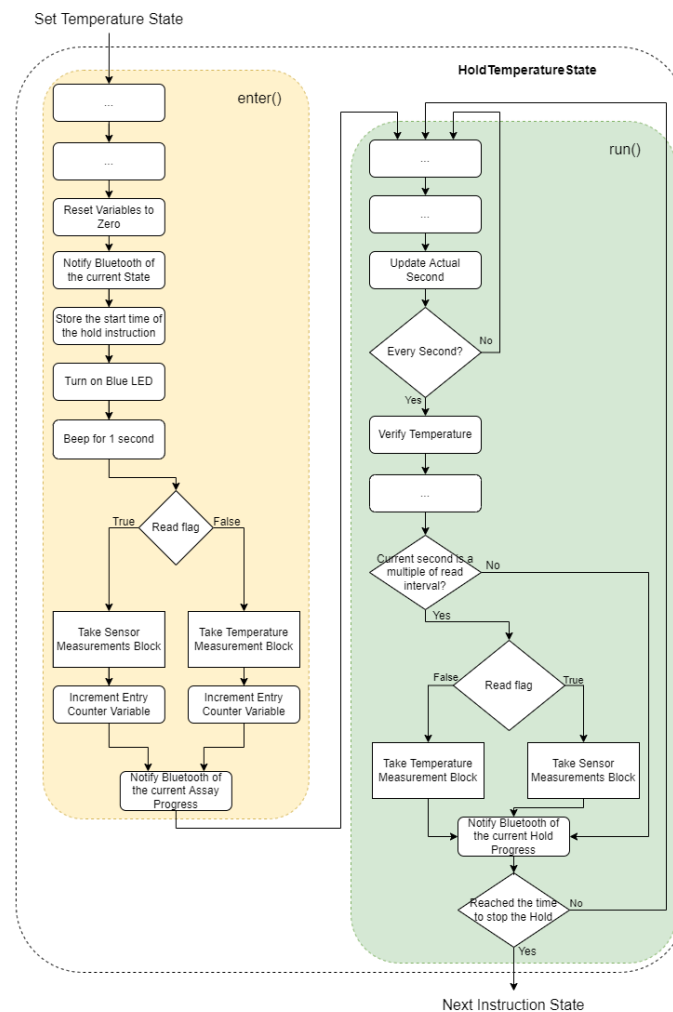 Set Temperature State
HoldTemperatureState
enter()
...
...
Reset Variables to
Zero
Notify Bluetooth of
the current State
Store the start time of
the hold instruction
Turn on Blue LED
Beep for 1 second
Read flag
True
False
Take Sensor
Measurements Block
Take Temperature
Measurement Block
Increment Entry
Counter Variable
Increment Entry
Counter Variable
Notify Bluetooth of
the current Assay
Progress
run()
...
...
Update Actual
Second
Every Second?
No
Yes
Verify Temperature
...
Current second is a
multiple of read
interval?
No
Yes
Read flag
False
True
Take Temperature
Measurement Block
Take Sensor
Measurements Block
Notify Bluetooth of
the current Hold
Progress
Reached the time
to stop the Hold
No
Yes
Next Instruction State